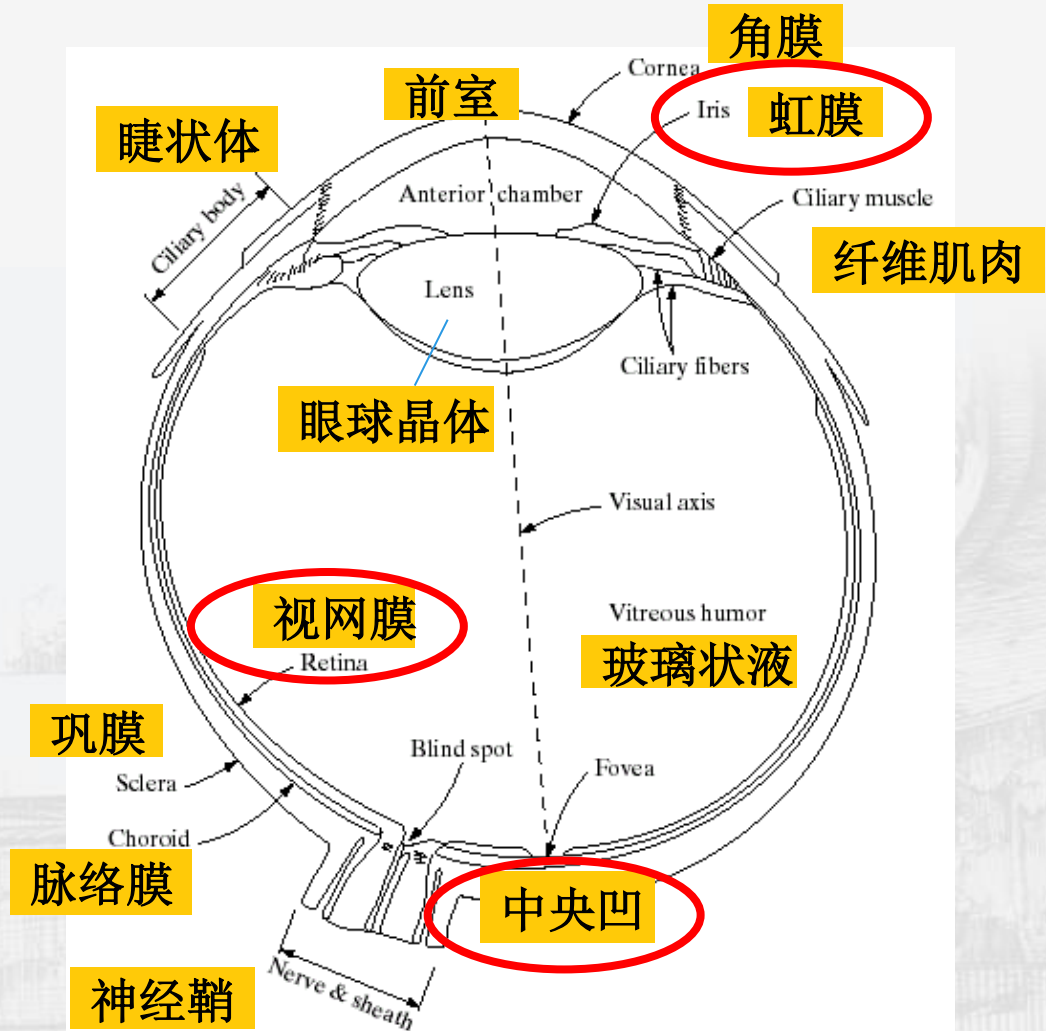 角膜
Cornea
前室
Iris
虹膜
睫状体
Ciliary body
Anterior chamber
Ciliary muscle
纤维肌肉
Lens
Ciliary fibers
眼球晶体
Visual axis
视网膜
Retina
Vitreous humor
玻璃状液
巩膜
Sclera
Blind spot
Fovea
Choroid
脉络膜
中央凹
Nerve & sheath
神经鞘